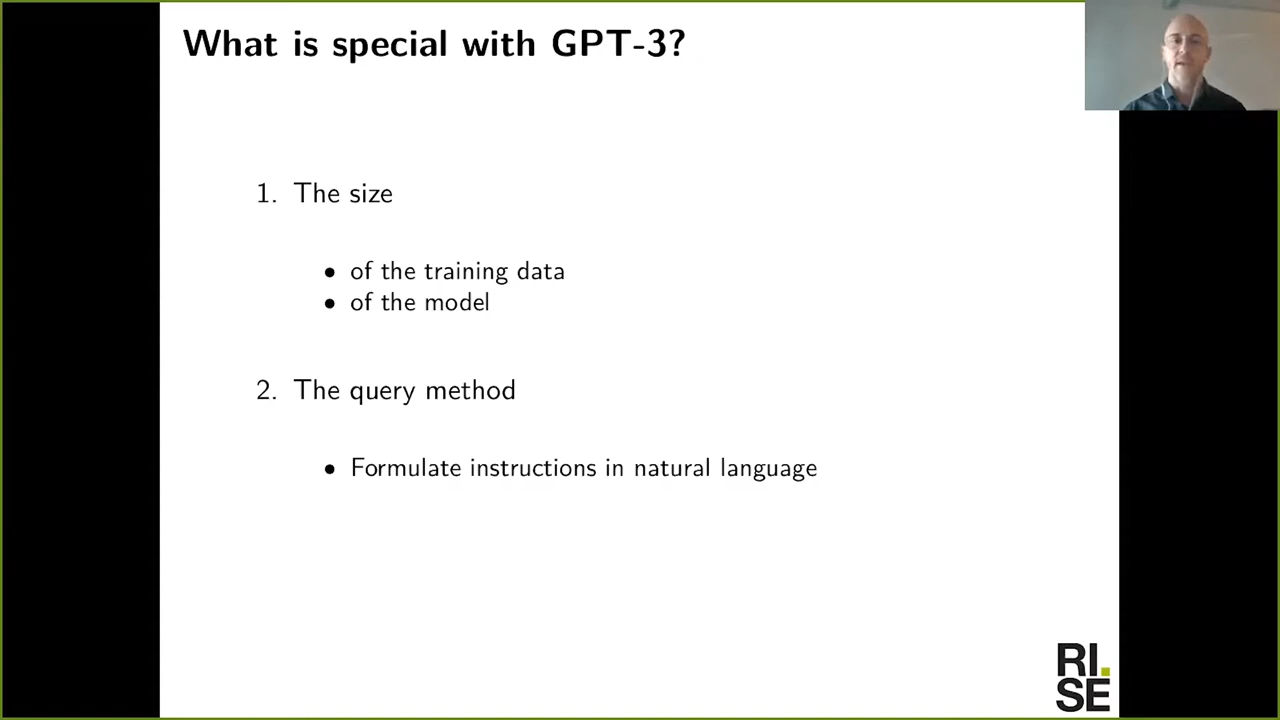 What is special with GPT-3?
1. The size
• of the training data
• of the model
2. The query method
• Formulate instructions in natural language
RI.
SE